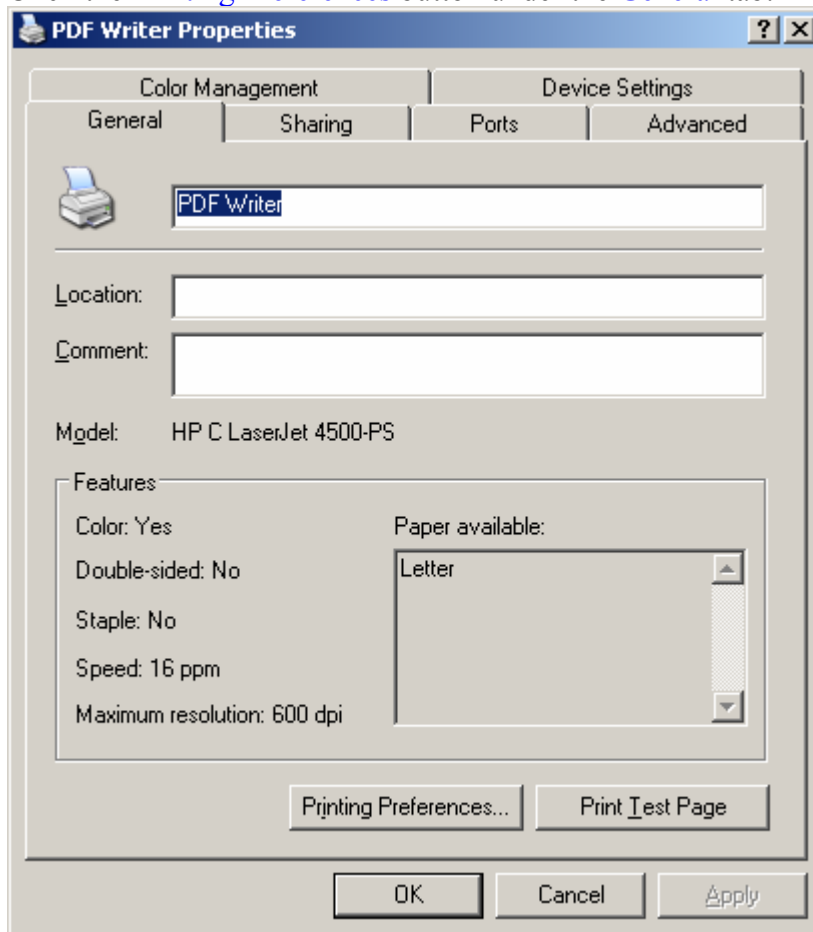 PDF Writer Properties
Color Management Device Settings
General Sharing Ports Advanced
PDF Writer
Location:
Comment:
Model: HP C LaserJet 4500-PS
Features
Color: Yes Paper available:
Double-sided: No Letter
Staple: No
Speed: 16 ppm
Maximum resolution: 600 dpi
Printing Preferences... Print Test Page
OK Cancel Apply